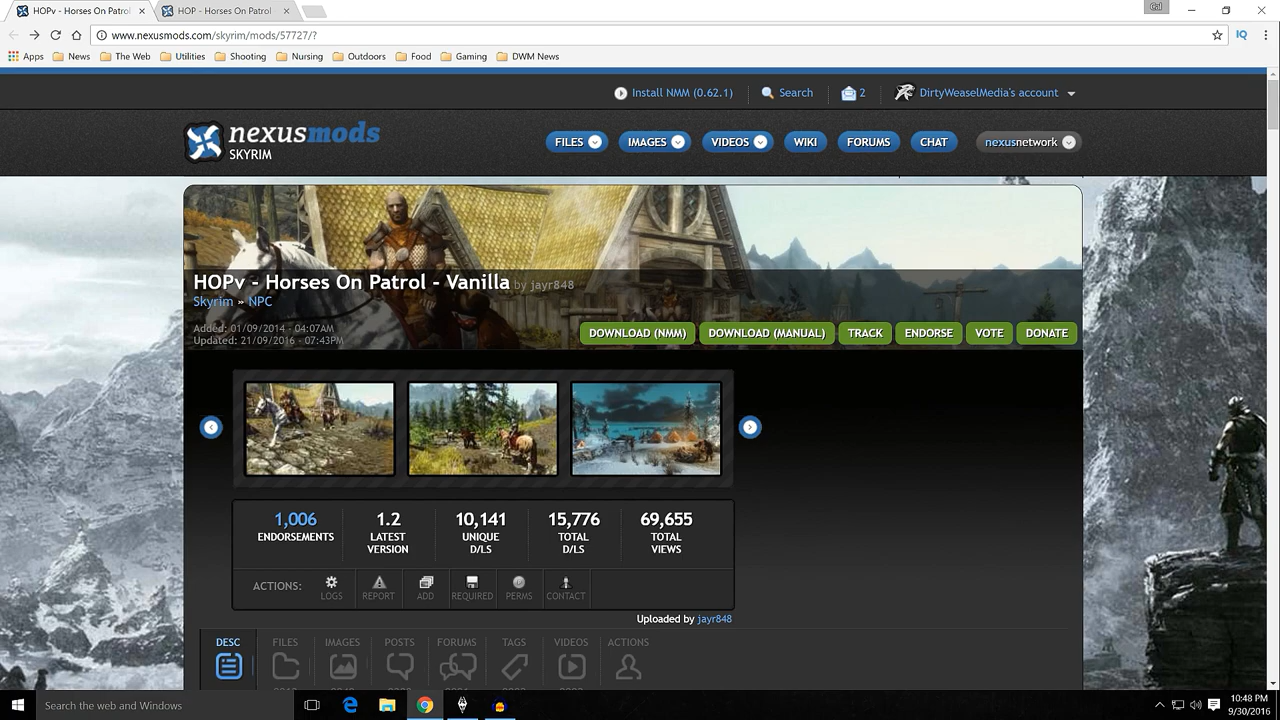 HOPv - Horses On Patrol
HOP - Horses On Patrol
Gal
www.nexusmods.com/skyrim/mods/57727/?
IQ
Apps News The Web Utilities Shooting Nursing Outdoors Food Gaming DWM News
Install NMM (0.62.1) Search 2 DirtyWeaselMedia's account
nexusmods
SKYRIM
FILES IMAGES VIDEOS WIKI FORUMS CHAT nexusnetwork
HOPv - Horses On Patrol - Vanilla by jayr848
Skyrim » NPC
Added: 01/09/2014 - 04:07AM
Updated: 21/09/2016 - 07:43PM
DOWNLOAD (NMM) DOWNLOAD (MANUAL) TRACK ENDORSE VOTE DONATE
1,006 1.2 10,141 15,776 69,655
ENDORSEMENTS LATEST UNIQUE TOTAL TOTAL
VERSION D/LS D/LS VIEWS
ACTIONS: LOGS REPORT ADD REQUIRED PERMS CONTACT
Uploaded by jayr848
DESC FILES IMAGES POSTS FORUMS TAGS VIDEOS ACTIONS
Search the web and Windows
10:48 PM
9/30/2016